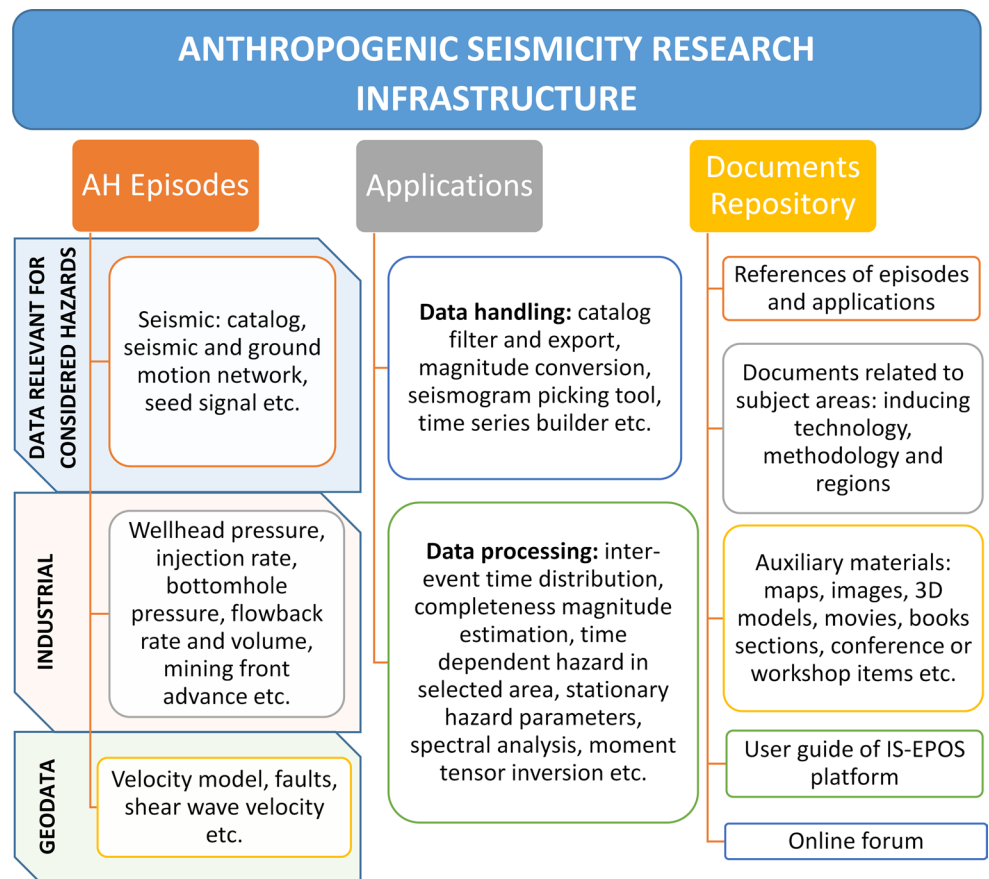 ANTHROPOGENIC SEISMICITY RESEARCH
INFRASTRUCTURE
AH Episodes
DATA RELEVANT FOR
CONSIDERED HAZARDS
Seismic: catalog,
seismic and ground
motion network,
seed signal etc.
INDUSTRIAL
Wellhead pressure,
injection rate,
bottomhole
pressure, flowback
rate and volume,
mining front
advance etc.
GEODATA
Velocity model, faults,
shear wave velocity
etc.
Applications
Data handling: catalog
filter and export,
magnitude conversion,
seismogram picking tool,
time series builder etc.
Data processing: inter-
event time distribution,
completeness magnitude
estimation, time
dependent hazard in
selected area, stationary
hazard parameters,
spectral analysis, moment
tensor inversion etc.
Documents
Repository
References of episodes
and applications
Documents related to
subject areas: inducing
technology,
methodology and
regions
Auxiliary materials:
maps, images, 3D
models, movies, books
sections, conference or
workshop items etc.
User guide of IS-EPOS
platform
Online forum